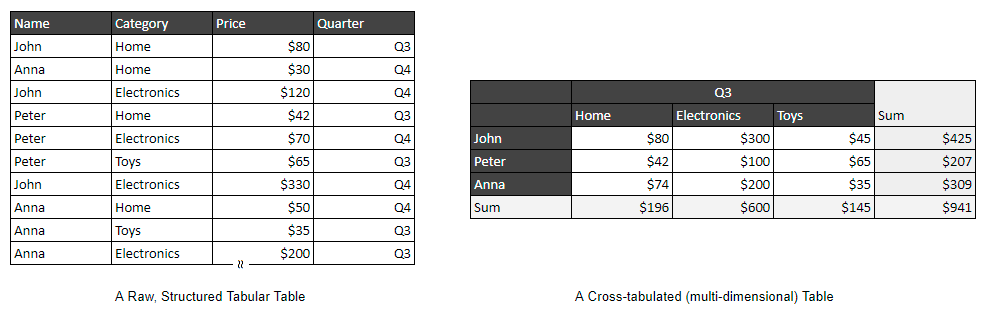 Name Category Price Quarter
John Home $80 Q3
Anna Home $30 Q4
John Electronics $120 Q4
Peter Home $42 Q3
Peter Electronics $70 Q4
Peter Toys $65 Q3
John Electronics $330 Q4
Anna Home $50 Q4
Anna Toys $35 Q3
Anna Electronics $200 Q3
A Raw, Structured Tabular Table
Q3
Home Electronics Toys Sum
John $80 $300 $45 $425
Peter $42 $100 $65 $207
Anna $74 $200 $35 $309
Sum $196 $600 $145 $941
A Cross-tabulated (multi-dimensional) Table